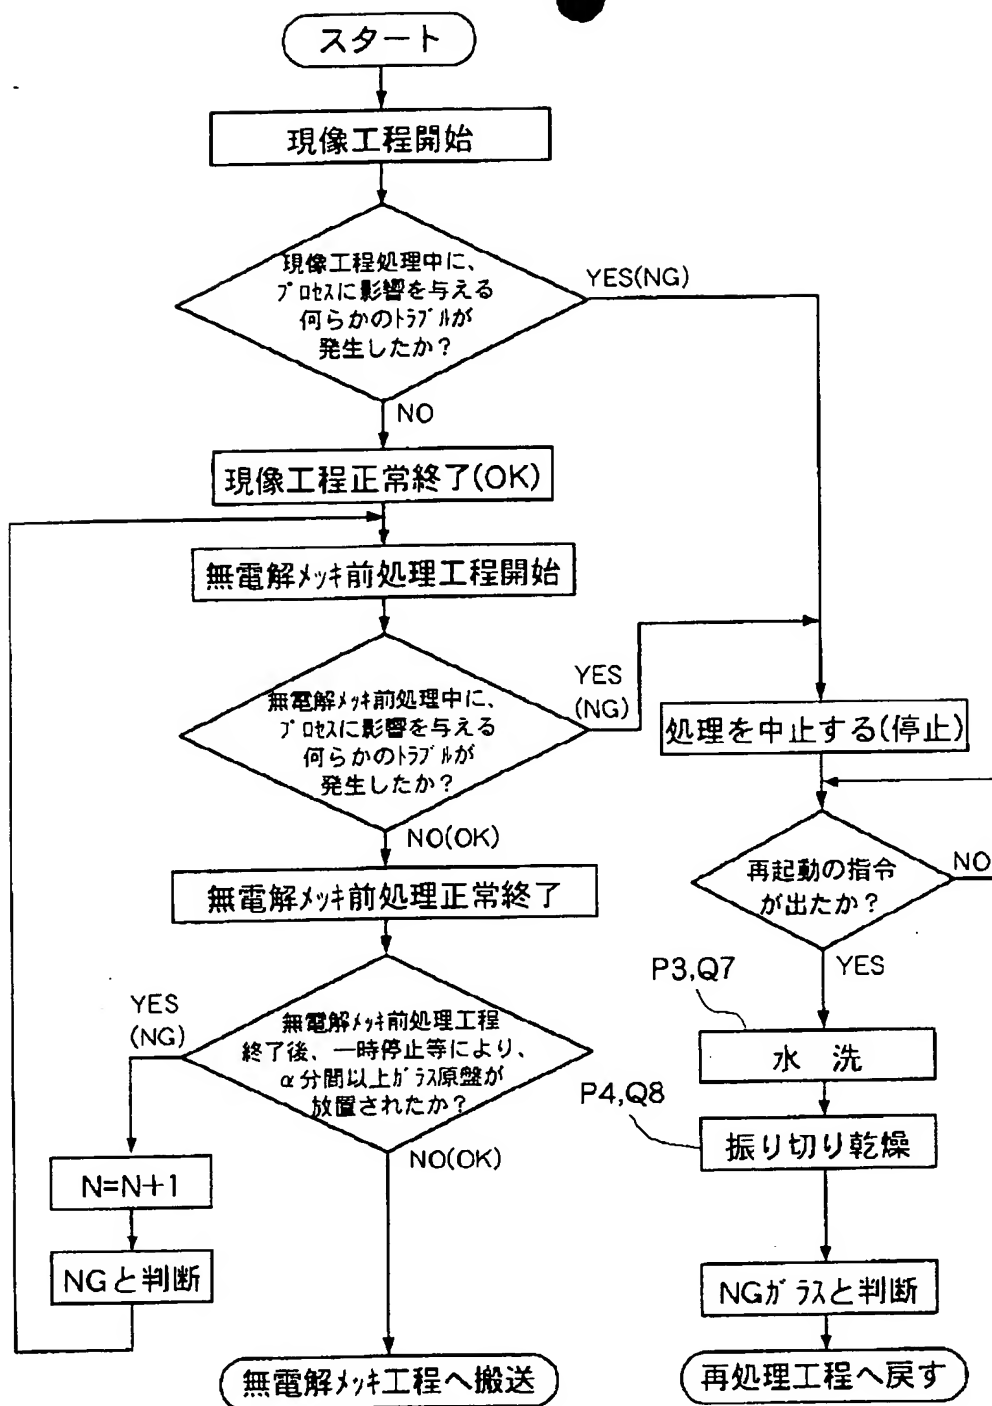 スタート
現像工程開始
現像工程処理中に、
プロセスに影響を与える
何らかのトラブルが
発生したか?
YES(NG)
NO
現像工程正常終了(OK)
無電解メッキ前処理工程開始
無電解メッキ前処理中に、
プロセスに影響を与える
何らかのトラブルが
発生したか?
YES
(NG)
NO(OK)
処理を中止する(停止)
再起動の指令
が出たか?
NO
YES
無電解メッキ前処理正常終了
無電解メッキ前処理工程
終了後、一時停止等により、
α分間以上ガラス原盤が
放置されたか?
YES
(NG)
NO(OK)
N=N+1
NGと判断
P3,Q7
水 洗
P4,Q8
振り切り乾燥
NGガラスと判断
無電解メッキ工程へ搬送
再処理工程へ戻す